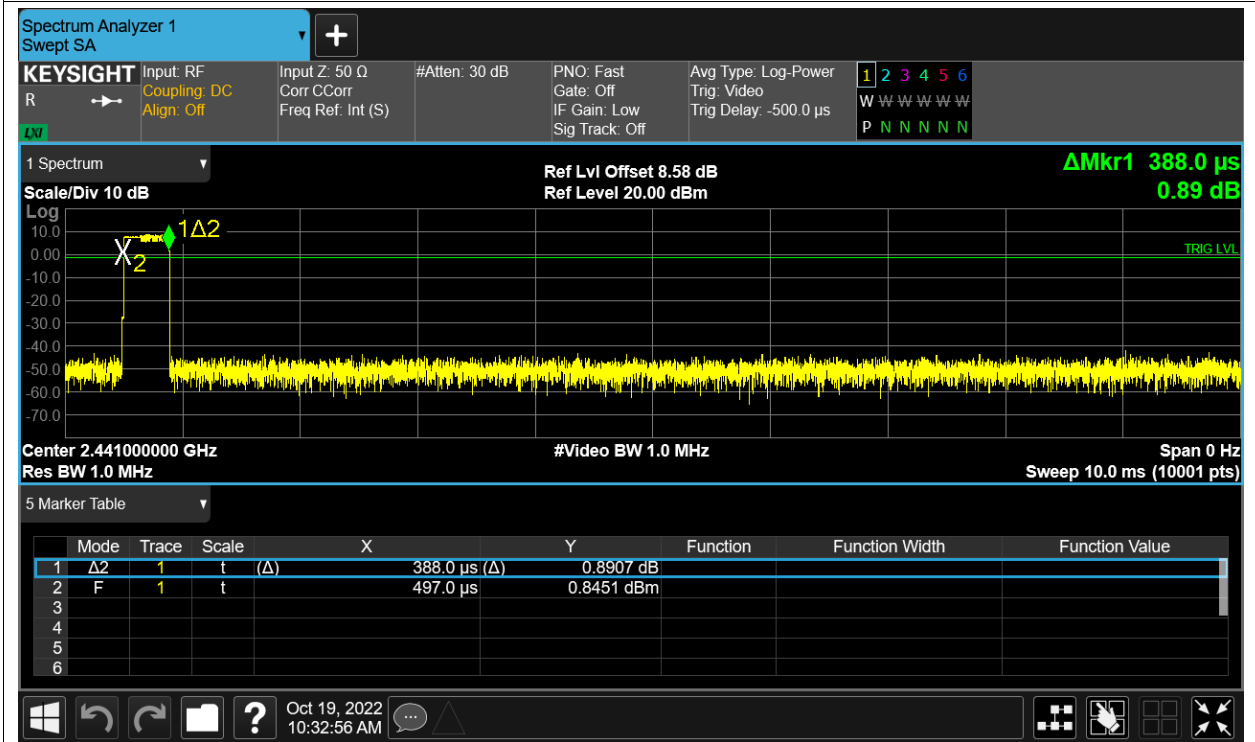 Spectrum Analyzer 1
Swept SA
KEYSIGHT
R
LXI
Input: RF
Coupling: DC
Align: Off
Input Z: 50 Ω
Corr CCorr
Freq Ref: Int (S)
#Atten: 30 dB
PNO: Fast
Gate: Off
IF Gain: Low
Sig Track: Off
Avg Type: Log-Power
Trig: Video
Trig Delay: -500.0 µs
1 2 3 4 5 6
W W W W W W
P N N N N N
1 Spectrum
Scale/Div 10 dB
Ref Lvl Offset 8.58 dB
Ref Level 20.00 dBm
ΔMkr1 388.0 µs
0.89 dB
Log
10.0
0.00
-10.0
-20.0
-30.0
-40.0
-50.0
-60.0
-70.0
1Δ2
X2
TRIG LVL
Center 2.441000000 GHz
#Video BW 1.0 MHz
Span 0 Hz
Res BW 1.0 MHz
Sweep 10.0 ms (10001 pts)
5 Marker Table
Mode Trace Scale X Y Function Function Width Function Value
1 Δ2 1 t (Δ) 388.0 µs (Δ) 0.8907 dB
2 F 1 t 497.0 µs 0.8451 dBm
3
4
5
6
?
Oct 19, 2022
10:32:56 AM